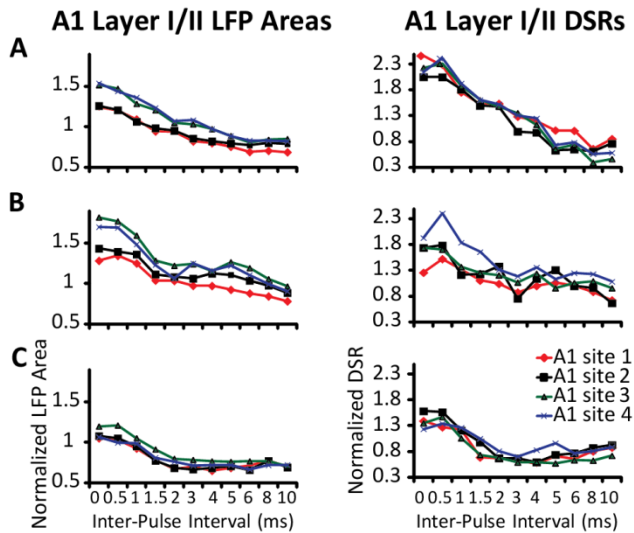 A1 Layer I/II LFP Areas
A1 Layer I/II DSRs
A
1.5
1
0.5
2.3
1.8
1.3
0.8
0.3
B
1.5
1
0.5
2.3
1.8
1.3
0.8
0.3
C
Normalized LFP Area
1.5
1
0.5
0 0.5 1 1.5 2 3 4 5 6 8 10
Inter-Pulse Interval (ms)
Normalized DSR
2.3
1.8
1.3
0.8
0.3
A1 site 1
A1 site 2
A1 site 3
A1 site 4
0 0.5 1 1.5 2 3 4 5 6 8 10
Inter-Pulse Interval (ms)